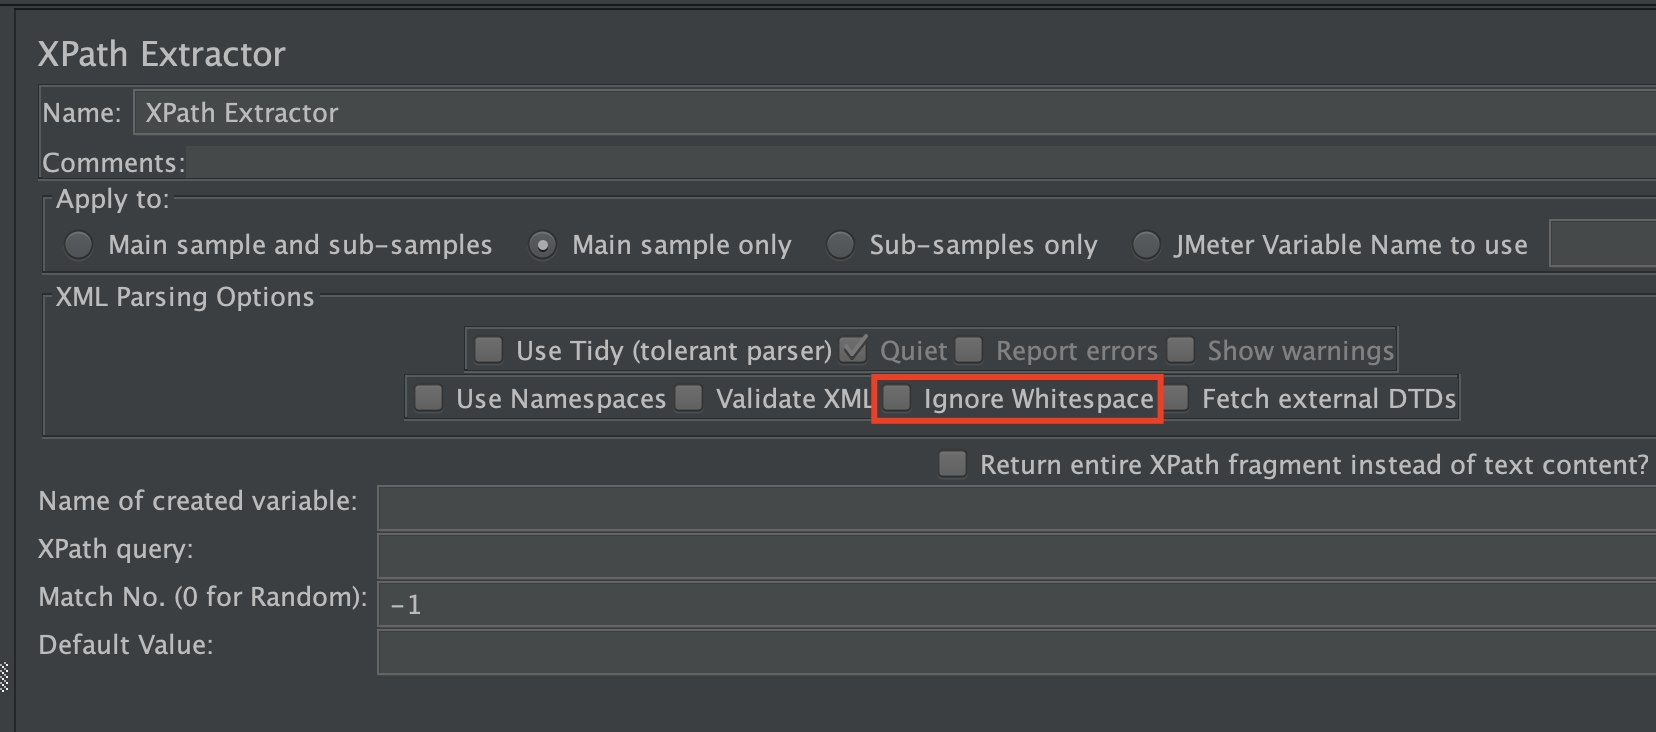 XPath Extractor
Name: XPath Extractor
Comments:
Apply to:
Main sample and sub-samples Main sample only Sub-samples only JMeter Variable Name to use
XML Parsing Options
Use Tidy (tolerant parser) Quiet Report errors Show warnings
Use Namespaces Validate XML Ignore Whitespace Fetch external DTDs
Return entire XPath fragment instead of text content?
Name of created variable:
XPath query:
Match No. (0 for Random): -1
Default Value: